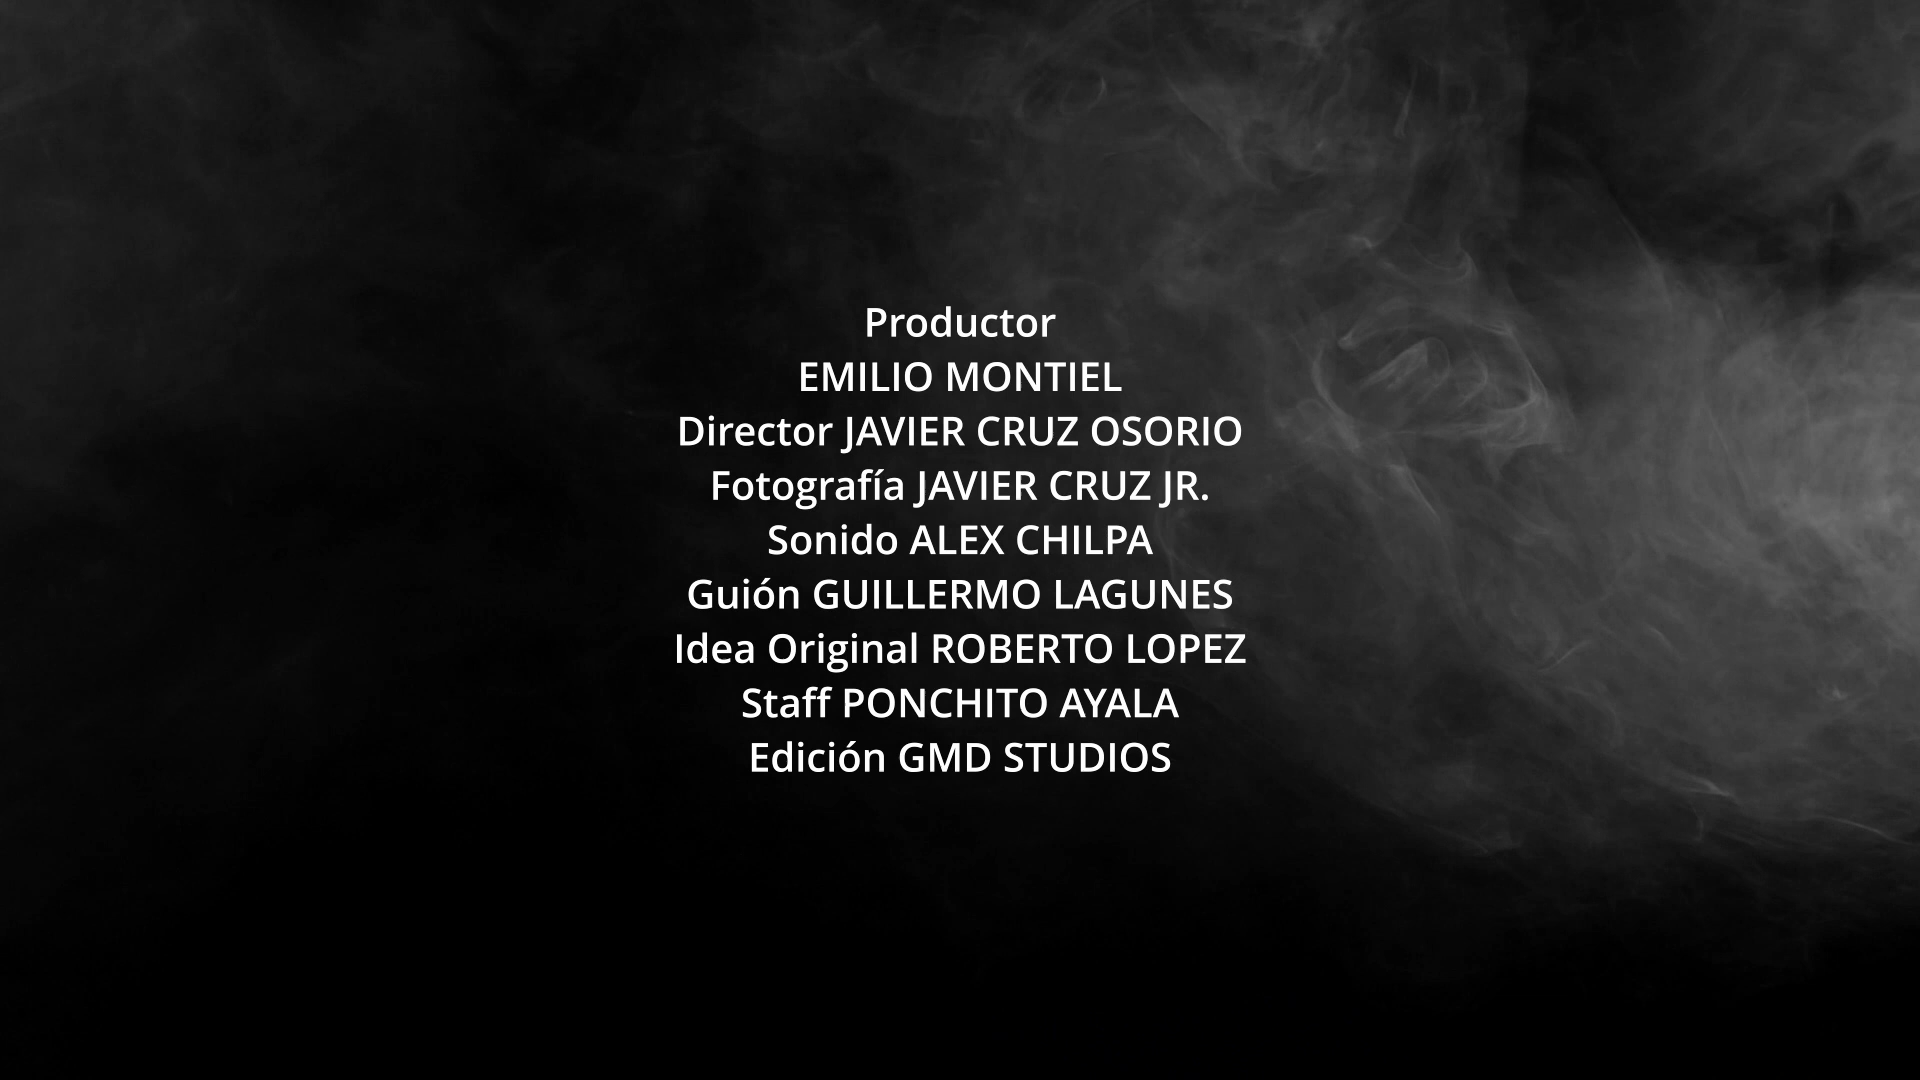 Productor
EMILIO MONTIEL
Director JAVIER CRUZ OSORIO
Fotografía JAVIER CRUZ JR.
Sonido ALEX CHILPA
Guión GUILLERMO LAGUNES
Idea Original ROBERTO LOPEZ
Staff PONCHITO AYALA
Edición GMD STUDIOS